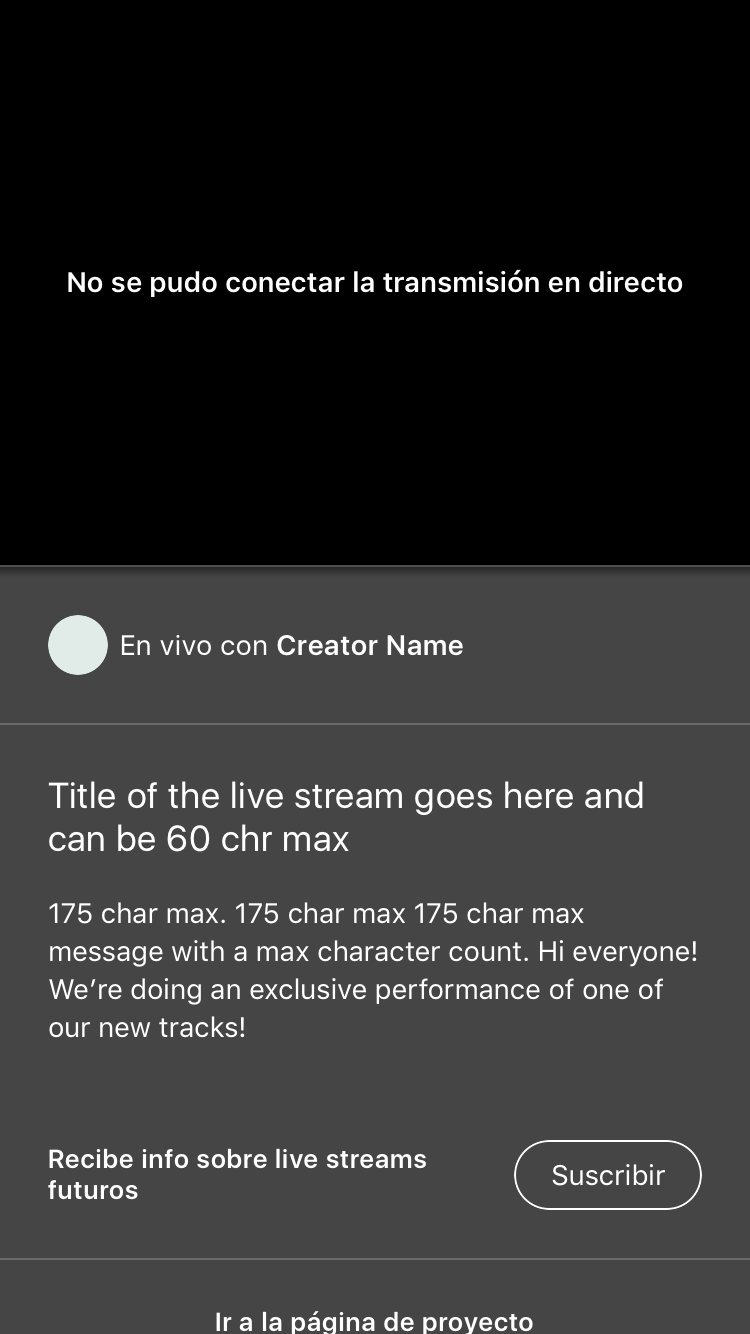 No se pudo conectar la transmisión en directo
En vivo con Creator Name
Title of the live stream goes here and
can be 60 chr max
175 char max. 175 char max 175 char max
message with a max character count. Hi everyone!
We’re doing an exclusive performance of one of
our new tracks!
Recibe info sobre live streams
futuros
Suscribir
Ir a la página de proyecto